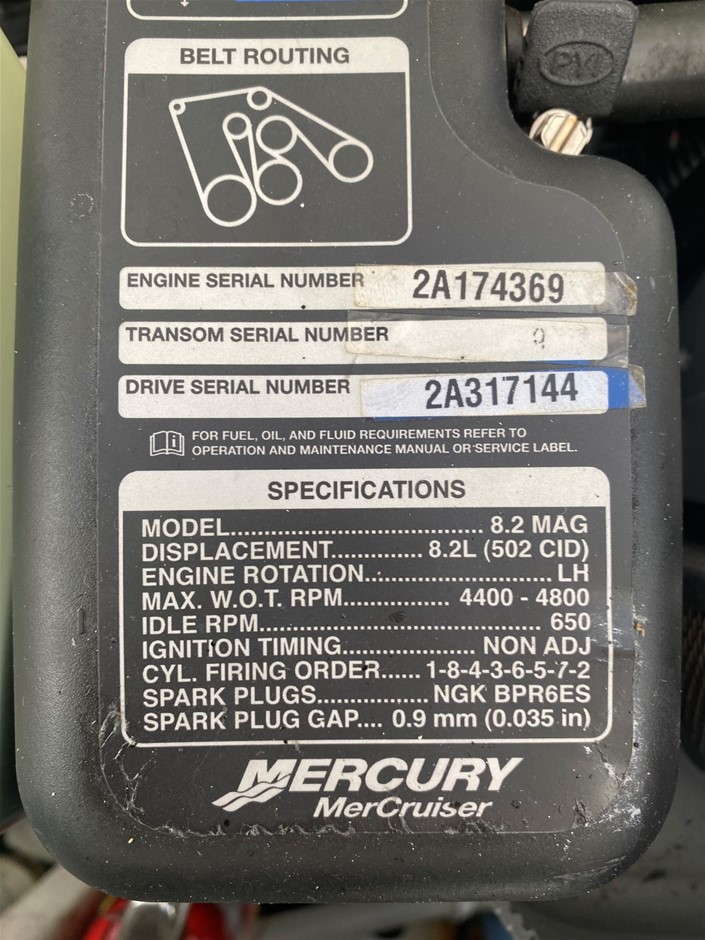 BELT ROUTING
ENGINE SERIAL NUMBER 2A174369
TRANSOM SERIAL NUMBER
DRIVE SERIAL NUMBER 2A317144
FOR FUEL, OIL, AND FLUID REQUIREMENTS REFER TO
OPERATION AND MAINTENANCE MANUAL OR SERVICE LABEL.
SPECIFICATIONS
MODEL.................................... 8.2 MAG
DISPLACEMENT............. 8.2L (502 CID)
ENGINE ROTATION........................... LH
MAX. W.O.T. RPM............... 4400 - 4800
IDLE RPM........................................ 650
IGNITION TIMING................... NON ADJ
CYL. FIRING ORDER...... 1-8-4-3-6-5-7-2
SPARK PLUGS................ NGK BPR6ES
SPARK PLUG GAP.... 0.9 mm (0.035 in)
MERCURY
MerCruiser